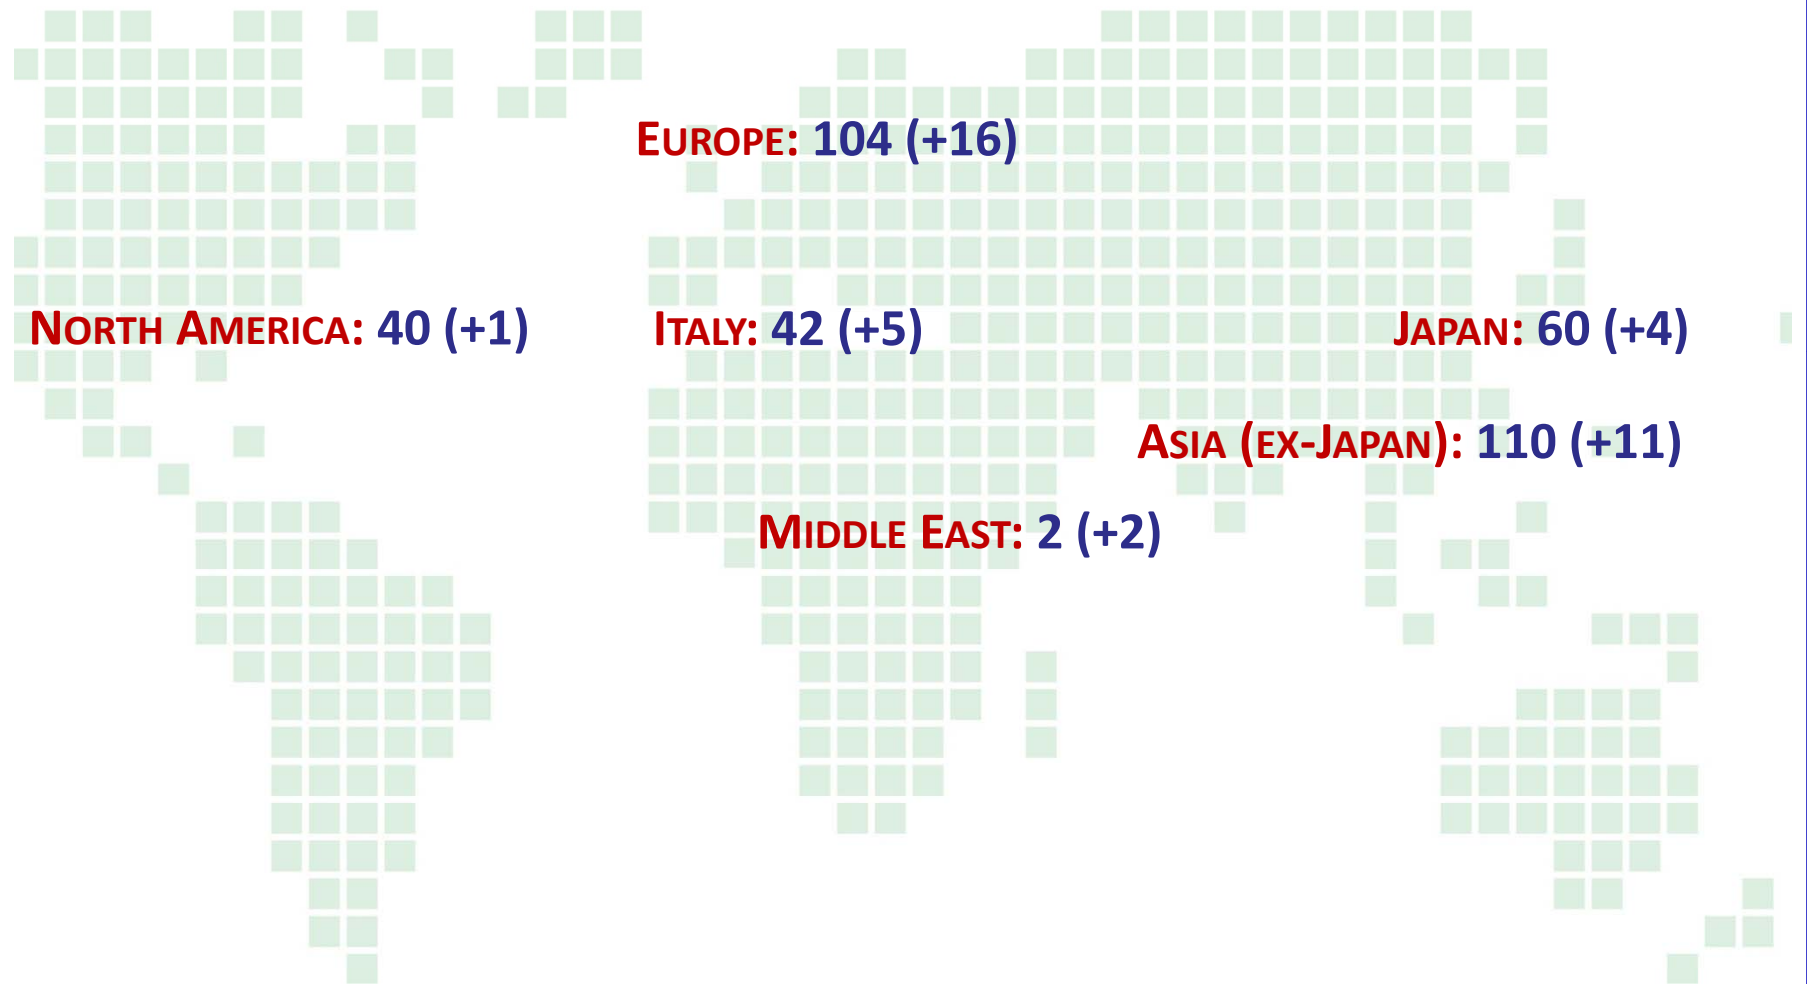 Europe: 104 (+16)
North America: 40 (+1)
Italy: 42 (+5)
Japan: 60 (+4)
Asia (ex-Japan): 110 (+11)
Middle East: 2 (+2)